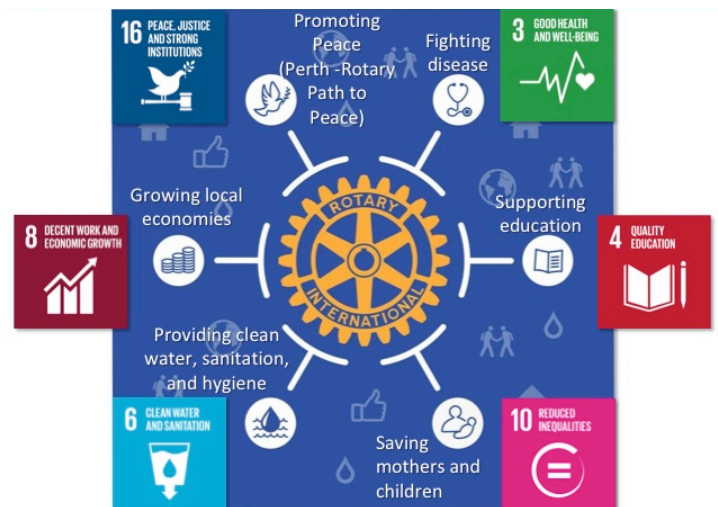 16 PEACE, JUSTICE
AND STRONG
INSTITUTIONS
Promoting
Peace
(Perth -Rotary
Path to
Peace)
Fighting
disease
3 GOOD HEALTH
AND WELL-BEING
Growing local
economies
8 DECENT WORK AND
ECONOMIC GROWTH
ROTARY
INTERNATIONAL
Supporting
education
4 QUALITY
EDUCATION
Providing clean
water, sanitation,
and hygiene
6 CLEAN WATER
AND SANITATION
Saving
mothers and
children
10 REDUCED
INEQUALITIES